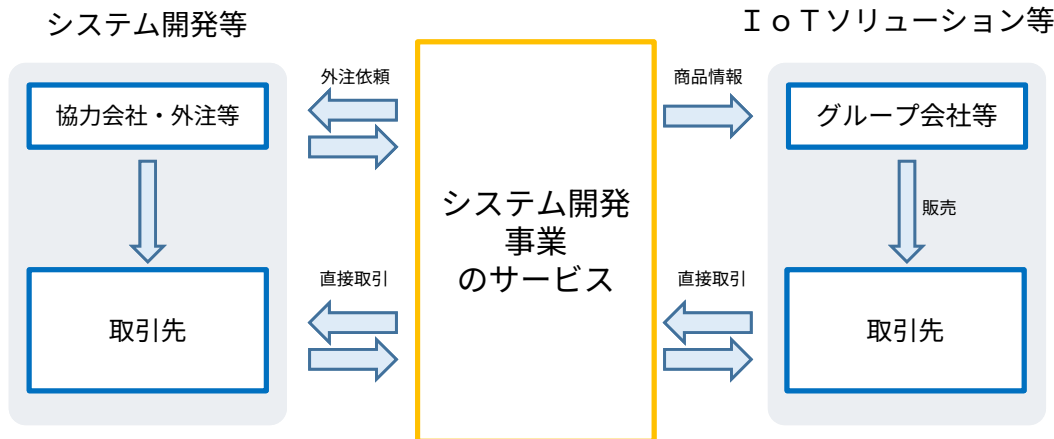 システム開発等
ＩｏＴソリューション等
外注依頼
商品情報
協力会社・外注等
グループ会社等
システム開発
事業
のサービス
販売
直接取引
直接取引
取引先
取引先